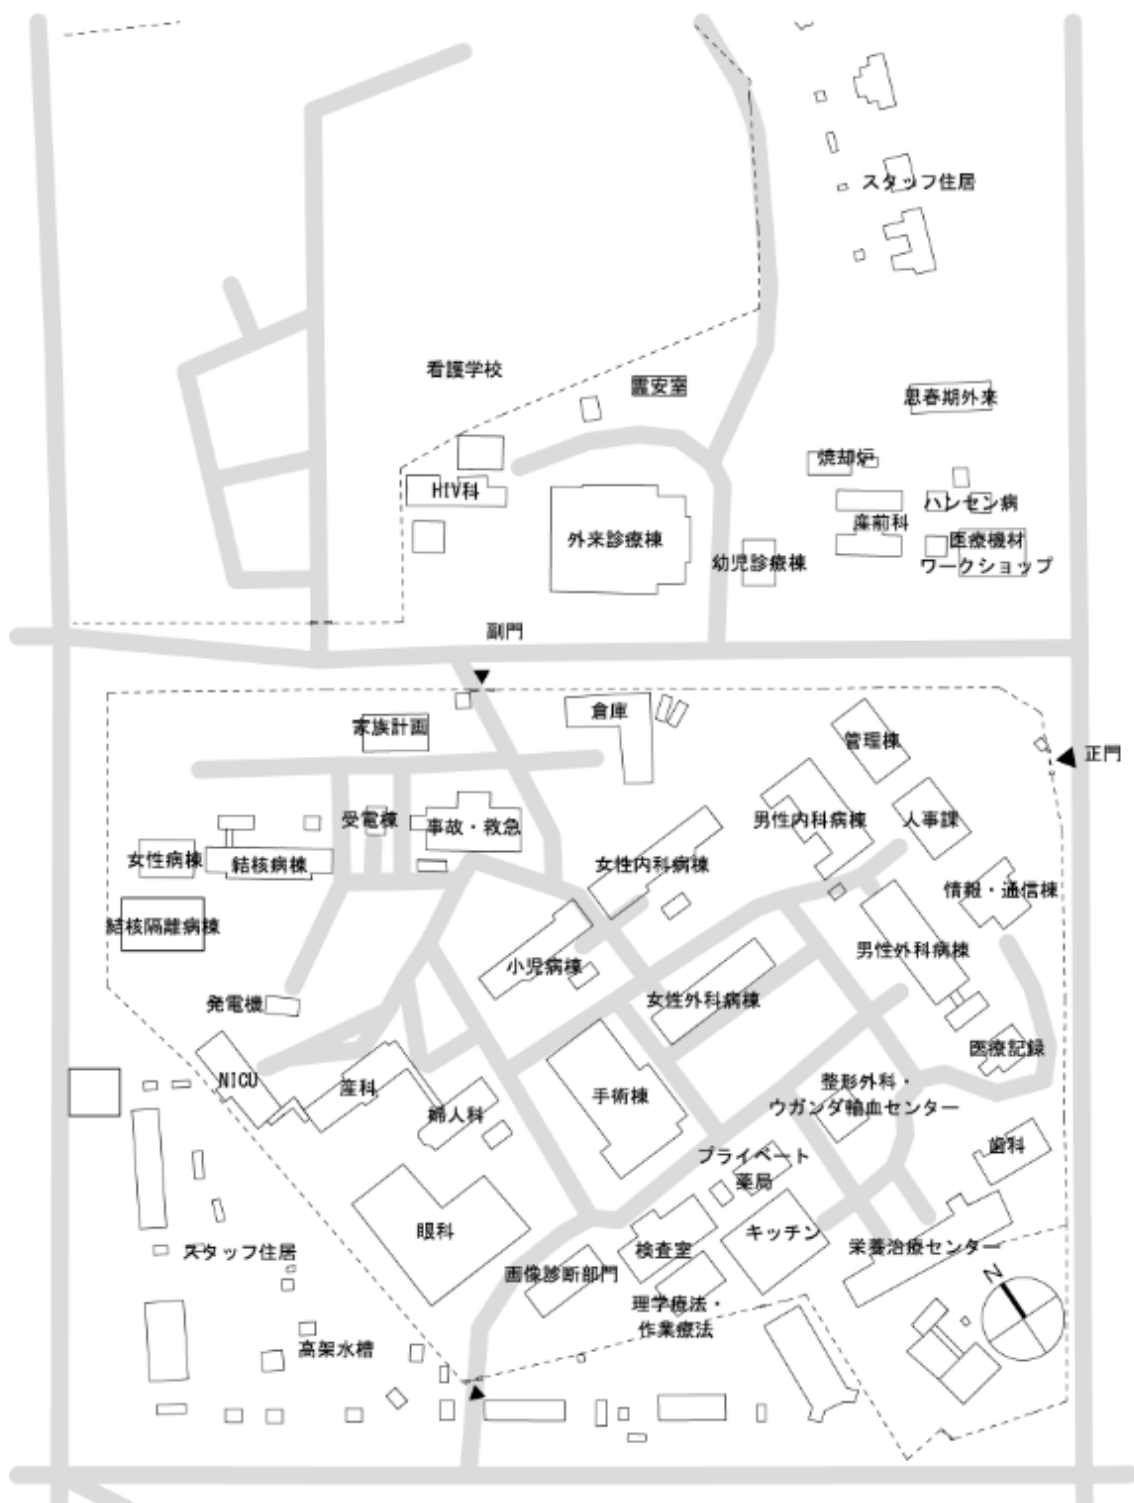 スタッフ住居
看護学校
霊安室
思春期外来
焼却炉
HIV科
ハンセン病
産前科
外来診療棟
医療機材
ワークショップ
幼児診療棟
副門
倉庫
家族計画
管理棟
正門
受電棟
事故・救急
男性内科病棟
人事課
女性病棟
結核病棟
女性内科病棟
情報・通信棟
結核隔離病棟
男性外科病棟
小児病棟
女性外科病棟
発電機
医療記録
NICU
産科
手術棟
整形外科・
ウガンダ輸血センター
婦人科
歯科
プライベート
薬局
眼科
キッチン
検査室
栄養治療センター
スタッフ住居
画像診断部門
N
理学療法・
作業療法
高架水槽